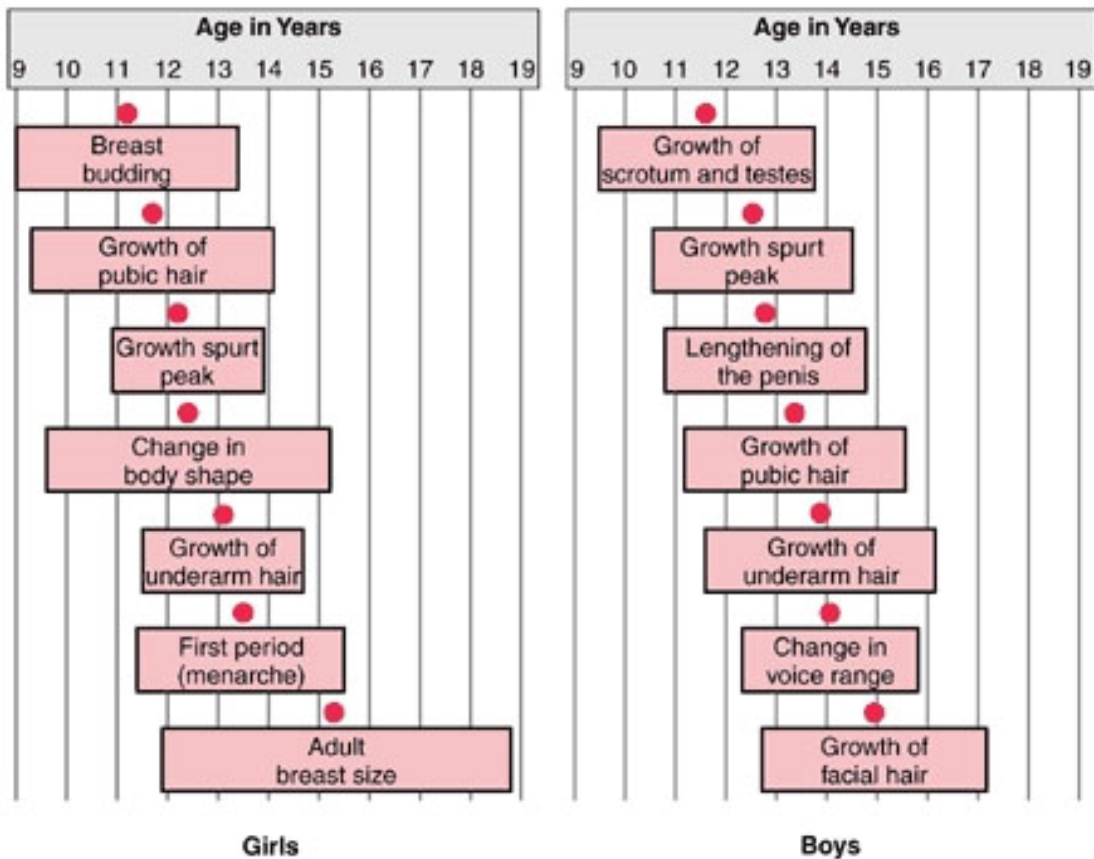 Age in Years
9 10 11 12 13 14 15 16 17 18 19
Breast
budding
Growth of
pubic hair
Growth spurt
peak
Change in
body shape
Growth of
underarm hair
First period
(menarche)
Adult
breast size
Girls
Age in Years
9 10 11 12 13 14 15 16 17 18 19
Growth of
scrotum and testes
Growth spurt
peak
Lengthening of
the penis
Growth of
pubic hair
Growth of
underarm hair
Change in
voice range
Growth of
facial hair
Boys